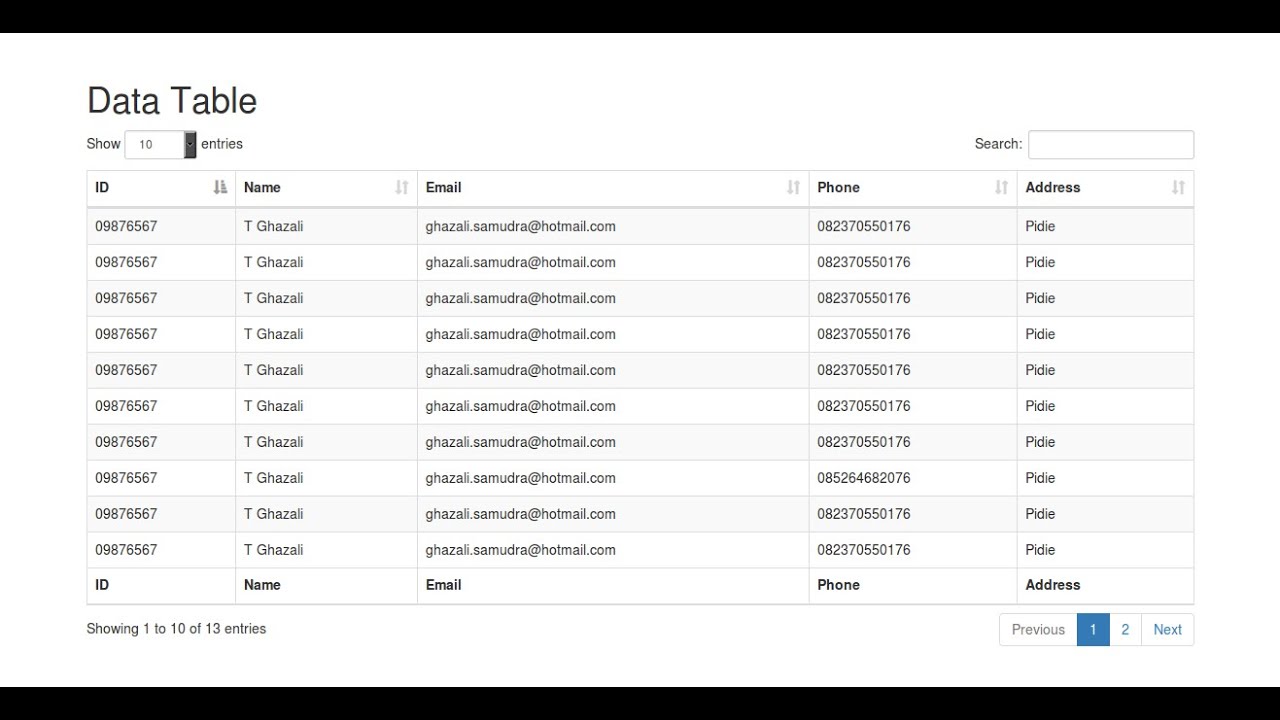 Data Table
Show 10 entries Search:
ID Name Email Phone Address
09876567 T Ghazali ghazali.samudra@hotmail.com 082370550176 Pidie
09876567 T Ghazali ghazali.samudra@hotmail.com 082370550176 Pidie
09876567 T Ghazali ghazali.samudra@hotmail.com 082370550176 Pidie
09876567 T Ghazali ghazali.samudra@hotmail.com 082370550176 Pidie
09876567 T Ghazali ghazali.samudra@hotmail.com 082370550176 Pidie
09876567 T Ghazali ghazali.samudra@hotmail.com 082370550176 Pidie
09876567 T Ghazali ghazali.samudra@hotmail.com 082370550176 Pidie
09876567 T Ghazali ghazali.samudra@hotmail.com 085264682076 Pidie
09876567 T Ghazali ghazali.samudra@hotmail.com 082370550176 Pidie
09876567 T Ghazali ghazali.samudra@hotmail.com 082370550176 Pidie
ID Name Email Phone Address
Showing 1 to 10 of 13 entries Previous 1 2 Next